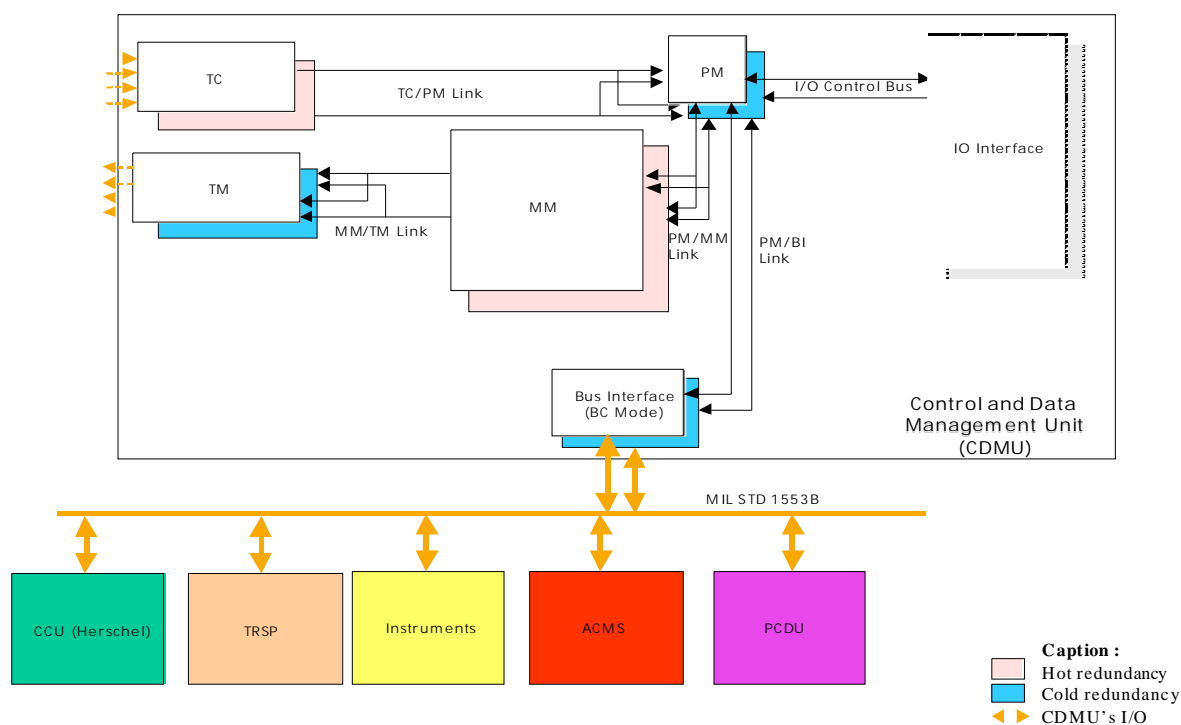 TC
TC/PM Link
PM
I/O Control Bus
IO Interface
TM
MM/TM Link
MM
PM/MM
Link
PM/BI
Link
Bus Interface
(BC Mode)
Control and Data
Management Unit
(CDMU)
MIL STD 1553B
CCU (Herschel)
TRSP
Instruments
ACMS
PCDU
Caption :
Hot redundancy
Cold redundancy
CDMU's I/O